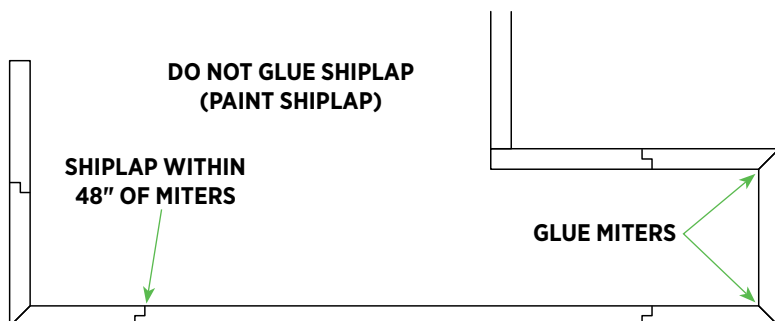 DO NOT GLUE SHIPLAP
(PAINT SHIPLAP)
SHIPLAP WITHIN
48" OF MITERS
GLUE MITERS